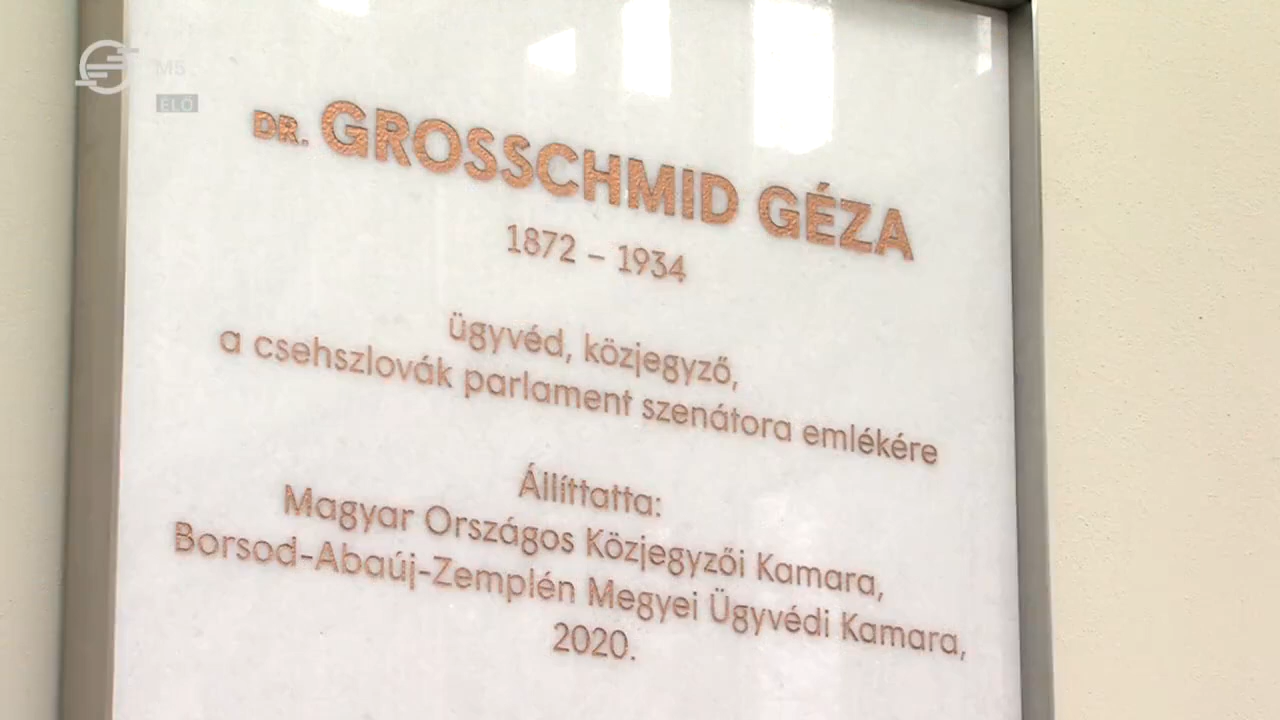 M5
ÉLŐ
DR. GROSSCHMID GÉZA
1872 – 1934
ügyvéd, közjegyző,
a csehszlovák parlament szenátora emlékére
Állíttatta:
Magyar Országos Közjegyzői Kamara,
Borsod-Abaúj-Zemplén Megyei Ügyvédi Kamara,
2020.